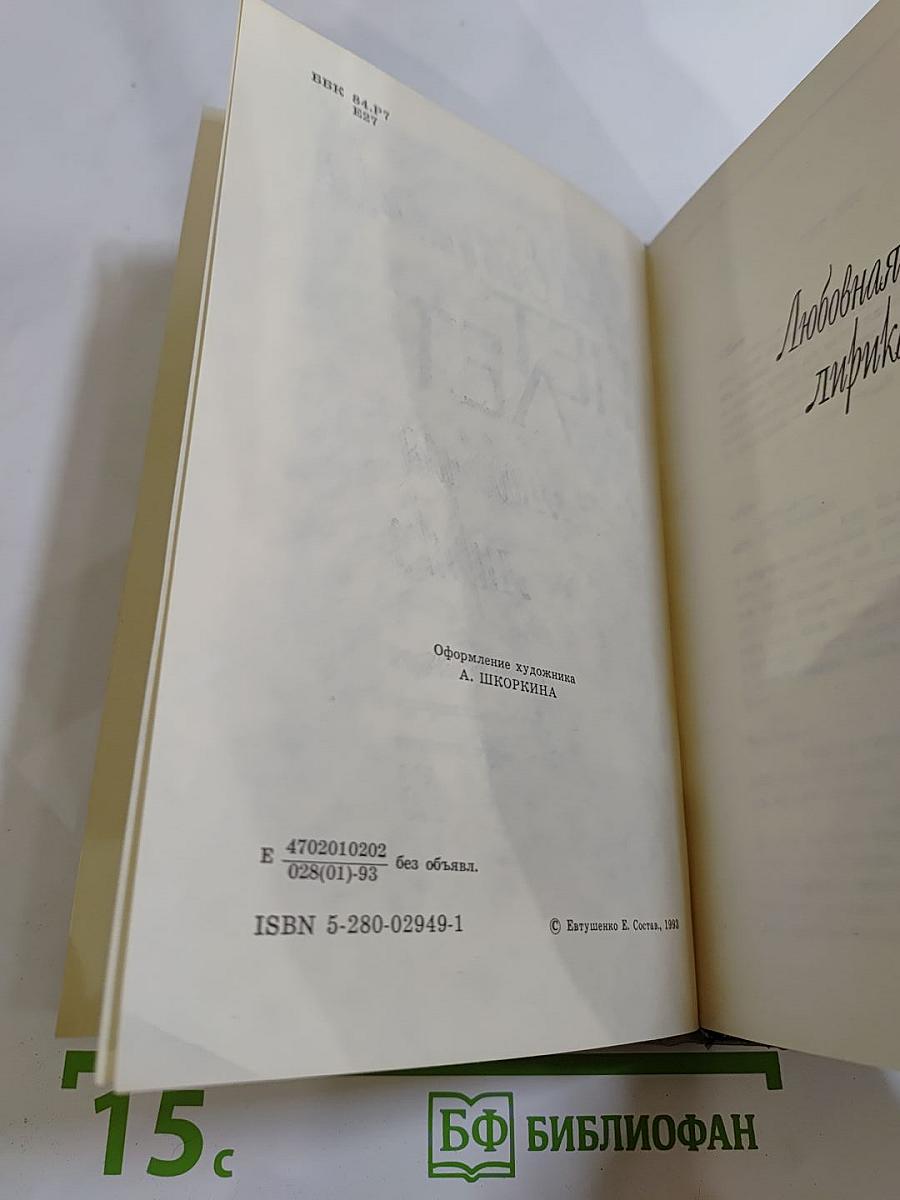 ББК 84.Р7
Е27
Оформление художника
А. ШКОРКИНА
Е 4702010202
028(01)-93 без объявл.
ISBN 5-280-02949-1
© Евтушенко Е. Состав., 1993
Любовная
лирика
15 с
БФ БИБЛИОФАН